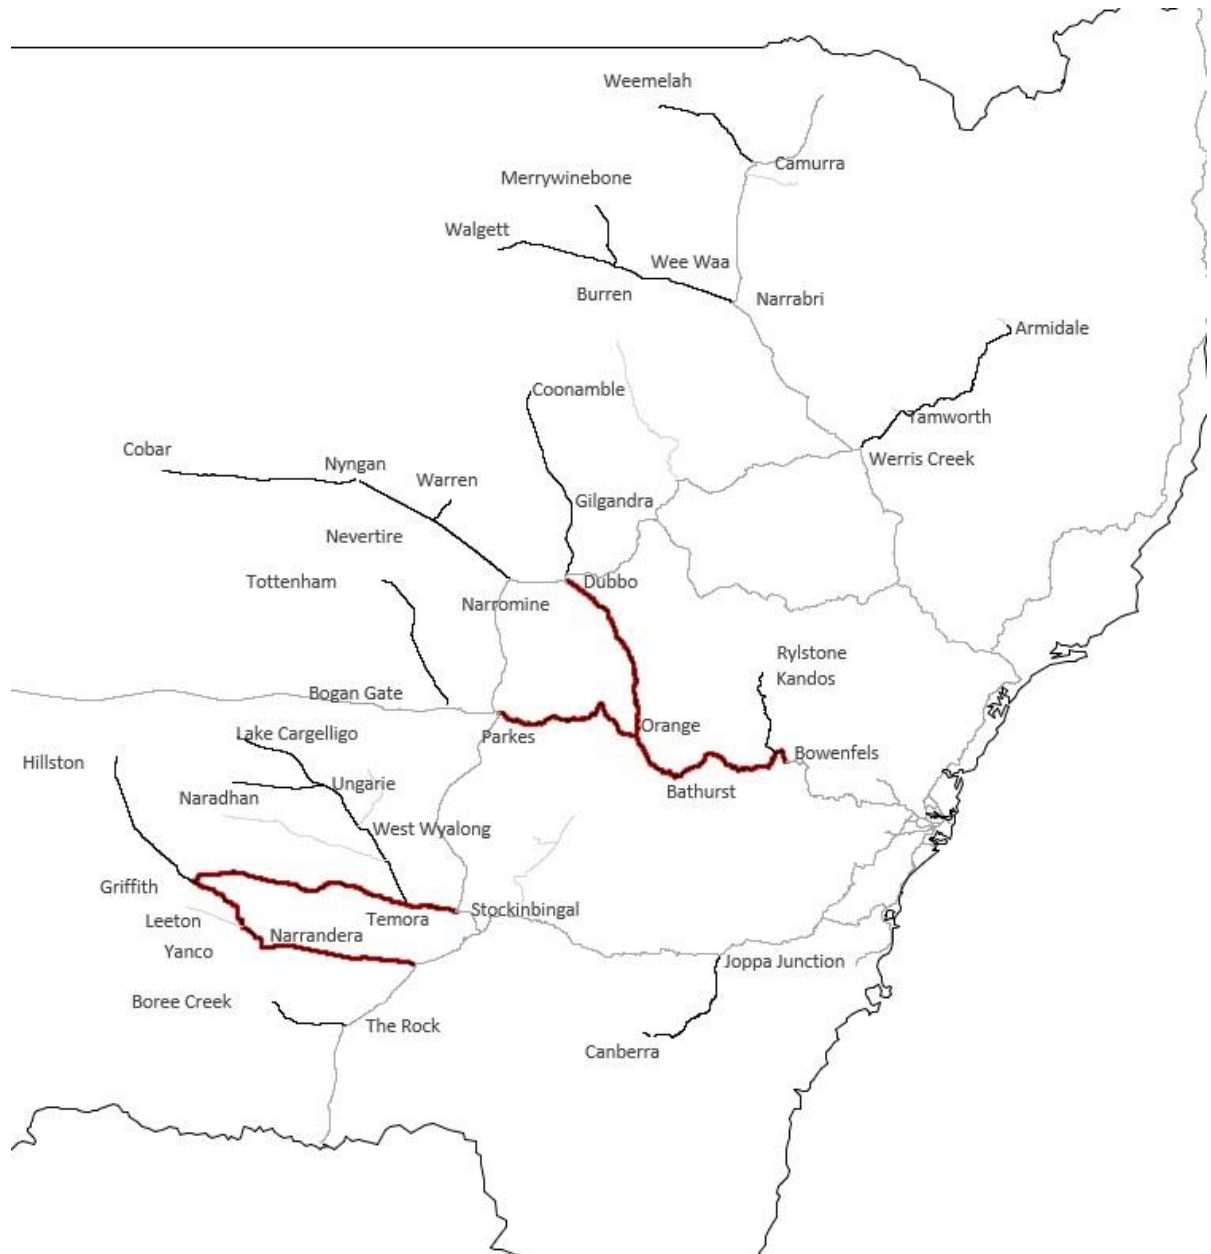 Weemelah
Camurra
Merrywinebone
Walgett
Wee Waa
Burren
Narrabri
Armidale
Coonamble
Tamworth
Cobar
Nyngan
Werris Creek
Warren
Gilgandra
Nevertire
Tottenham
Dubbo
Narromine
Rylstone
Kandos
Bogan Gate
Orange
Lake Cargelligo
Parkes
Bowenfels
Hillston
Ungarie
Naradhan
Bathurst
West Wyalong
Griffith
Stockinbingal
Leeton
Temora
Narrandera
Yanco
Joppa Junction
Boree Creek
The Rock
Canberra